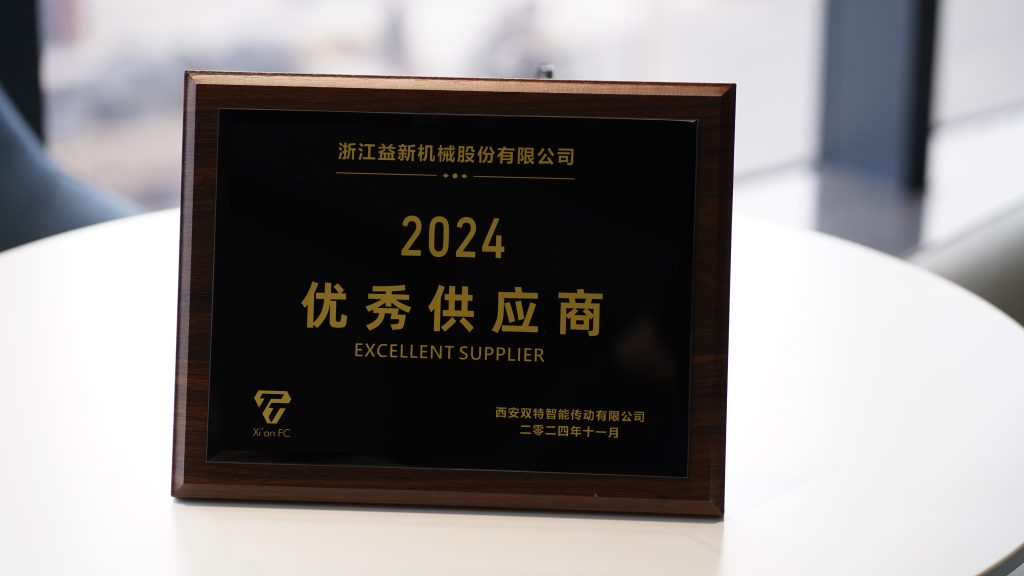 浙江益新机械股份有限公司
2024
优秀供应商
EXCELLENT SUPPLIER
Xi'an FC
西安双特智能传动有限公司
二零二四年十一月